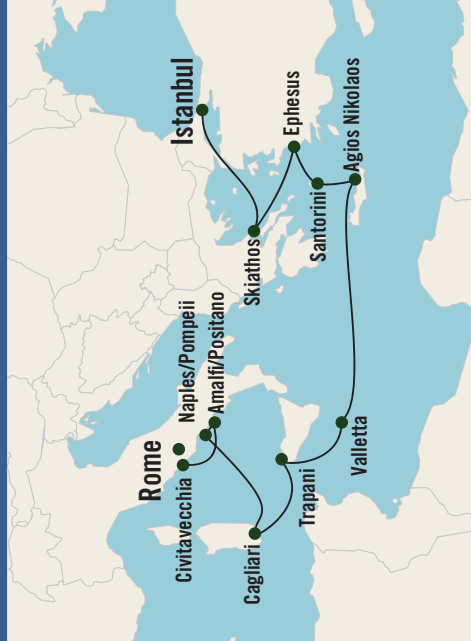 Istanbul
Ephesus
Agios Nikolaos
Santorini
Skiathos
Naples/Pompeii
Amalfi/Positano
Rome
Civitavecchia
Valletta
Trapani
Cagliari